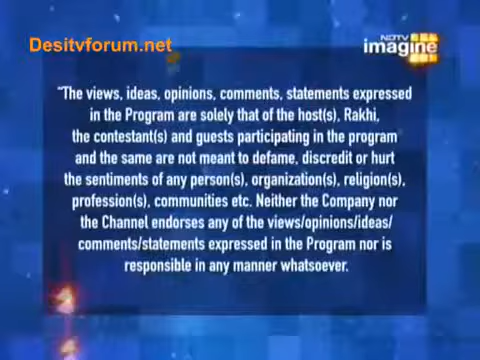 Desitvforum.net
NDTV
imagine
"The views, ideas, opinions, comments, statements expressed
in the Program are solely that of the host(s), Rakhi,
the contestant(s) and guests participating in the program
and the same are not meant to defame, discredit or hurt
the sentiments of any person(s), organization(s), religion(s),
profession(s), communities etc. Neither the Company nor
the Channel endorses any of the views/opinions/ideas/
comments/statements expressed in the Program nor is
responsible in any manner whatsoever.